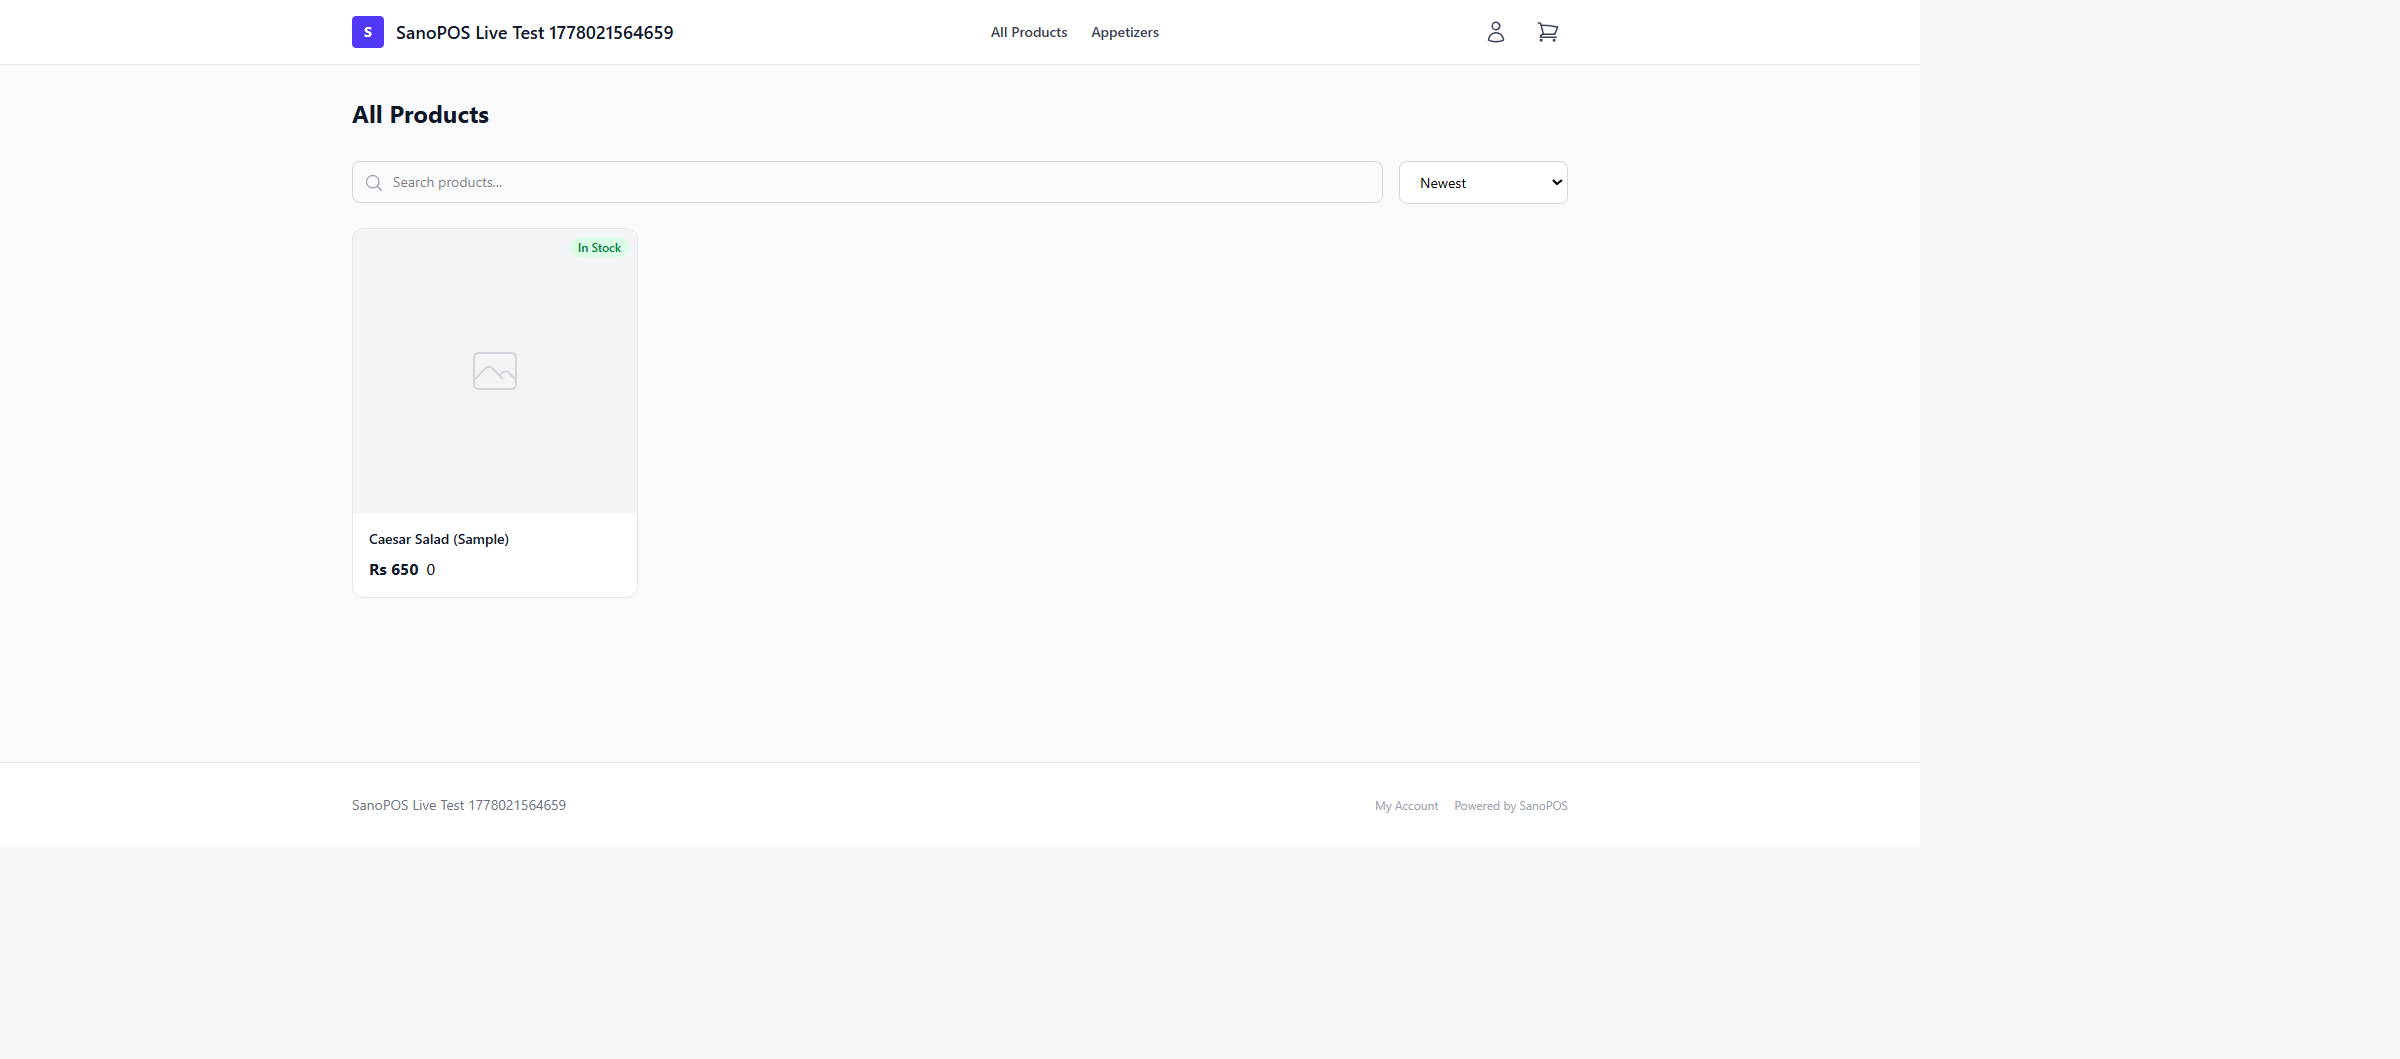 S SanoPOS Live Test 1778021564659 All Products Appetizers
All Products
Search products... Newest
In Stock
Caesar Salad (Sample)
Rs 650 0
SanoPOS Live Test 1778021564659 My Account Powered by SanoPOS